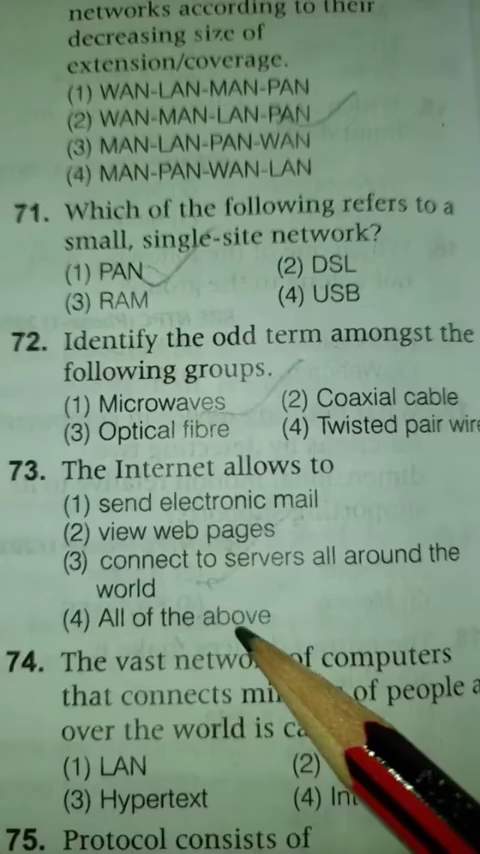 networks according to their
decreasing size of
extension/coverage.
(1) WAN-LAN-MAN-PAN
(2) WAN-MAN-LAN-PAN
(3) MAN-LAN-PAN-WAN
(4) MAN-PAN-WAN-LAN
71. Which of the following refers to a
small, single-site network?
(1) PAN (2) DSL
(3) RAM (4) USB
72. Identify the odd term amongst the
following groups.
(1) Microwaves (2) Coaxial cable
(3) Optical fibre (4) Twisted pair wire
73. The Internet allows to
(1) send electronic mail
(2) view web pages
(3) connect to servers all around the
world
(4) All of the above
74. The vast of computers
that connects of people
over the world is
(1) LAN (2)
(3) Hypertext (4)
75. Protocol consists of